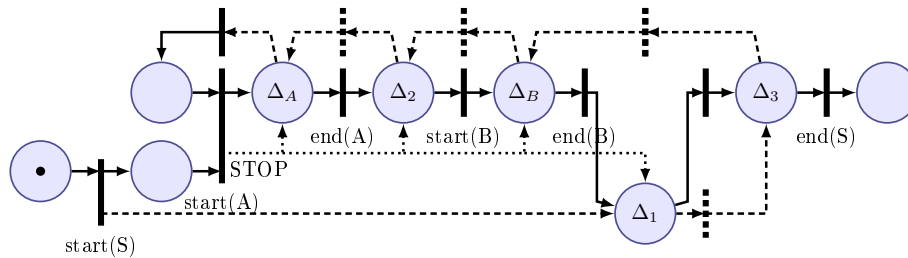 Δ_A
Δ_2
Δ_B
Δ_3
end(A)
start(B)
end(B)
end(S)
STOP
start(A)
Δ_1
start(S)